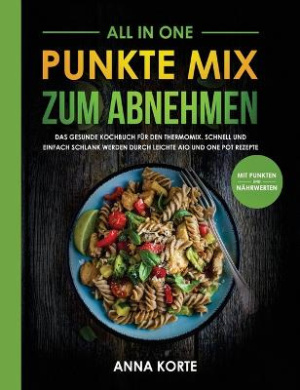 ALL IN ONE
PUNKTE MIX
ZUM ABNEHMEN
DAS GESUNDE KOCHBUCH FÜR DEN THERMOMIX. SCHNELL UND
EINFACH SCHLANK WERDEN DURCH LEICHTE AIO UND ONE POT REZEPTE
MIT PUNKTEN
UND
NÄHRWERTEN
ANNA KORTE